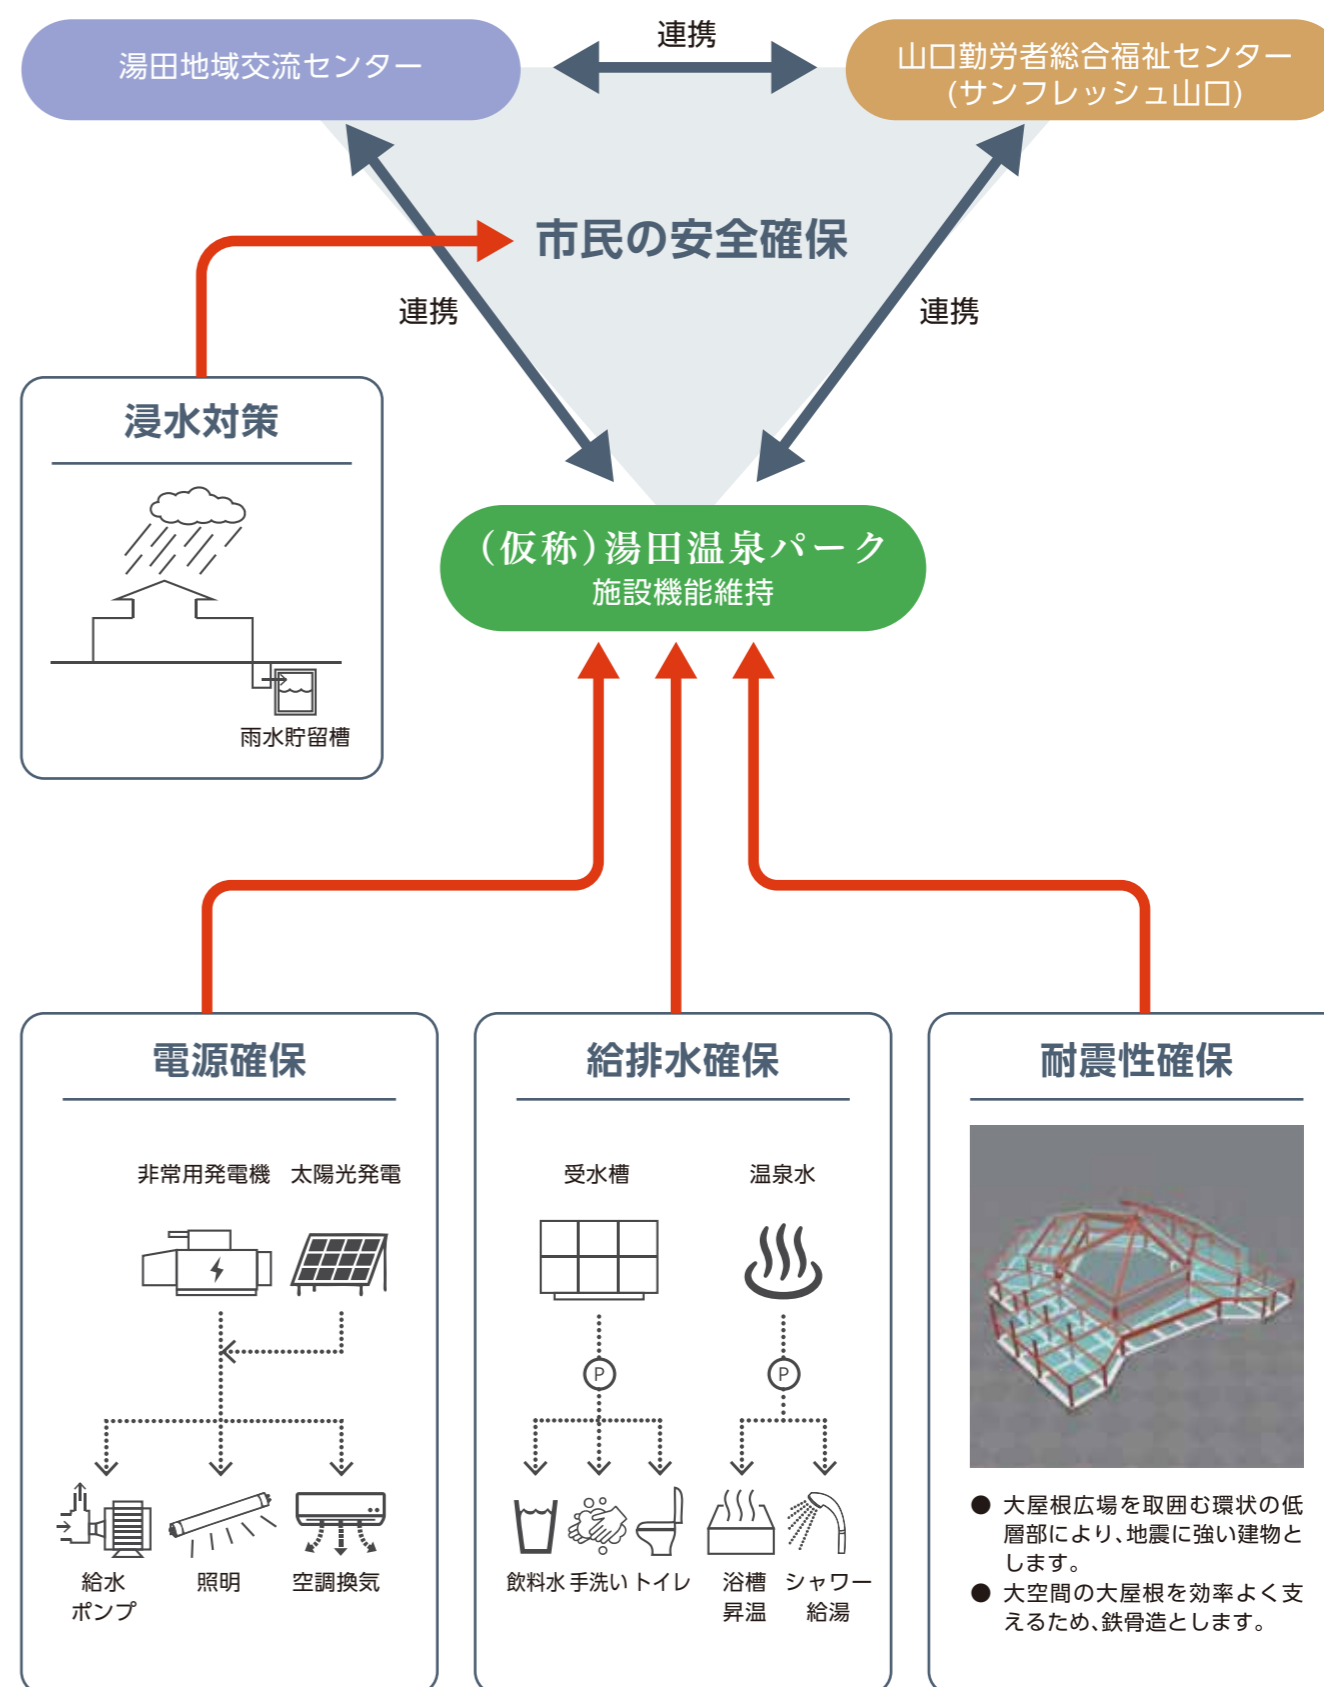 連携
湯田地域交流センター
山口勤労者総合福祉センター
(サンフレッシュ山口)
市民の安全確保
連携
連携
浸水対策
雨水貯留槽
(仮称)湯田温泉パーク
施設機能維持
電源確保
非常用発電機
太陽光発電
給水
ポンプ
照明
空調換気
給排水確保
受水槽
温泉水
P
P
飲料水
手洗い
トイレ
浴槽
昇温
シャワー
給湯
耐震性確保
● 大屋根広場を取囲む環状の低
層部により、地震に強い建物と
します。
● 大空間の大屋根を効率よく支
えるため、鉄骨造とします。